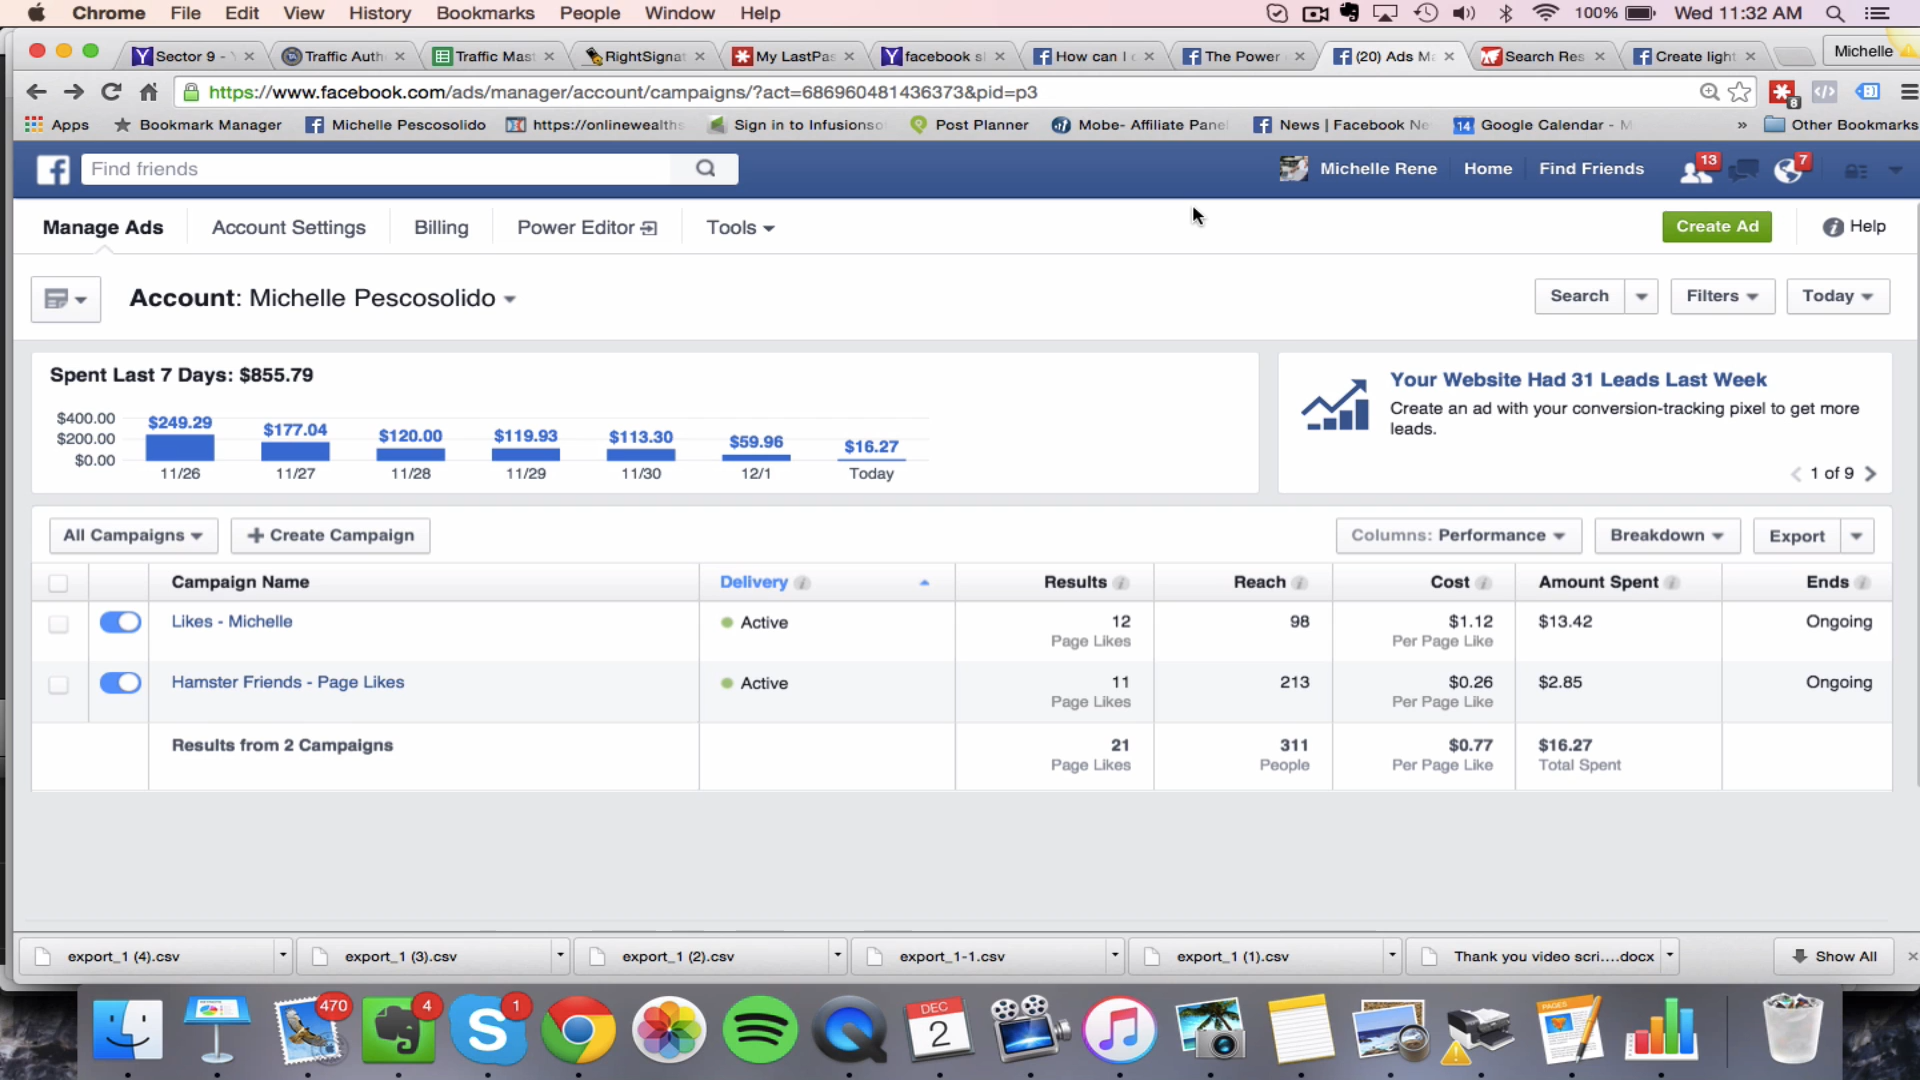 Chrome File Edit View History Bookmarks People Window Help 100% Wed 11:32 AM
Sector 9 - Traffic Auth Traffic Mast RightSignat My LastPas facebook s How can I The Power (20) Ads M Search Res Create light Michelle
https://www.facebook.com/ads/manager/account/campaigns/?act=686960481436373&pid=p3 8
Apps Bookmark Manager Michelle Pescosolido https://onlinewealths Sign in to Infusionso Post Planner Mobe- Affiliate Pane News | Facebook Ne 14 Google Calendar - M » Other Bookmarks
Find friends Michelle Rene Home Find Friends 13 7
Manage Ads Account Settings Billing Power Editor Tools Create Ad Help
Account: Michelle Pescosolido Search Filters Today
Spent Last 7 Days: $855.79
$400.00
$200.00
$0.00
$249.29 $177.04 $120.00 $119.93 $113.30 $59.96 $16.27
11/26 11/27 11/28 11/29 11/30 12/1 Today
Your Website Had 31 Leads Last Week
Create an ad with your conversion-tracking pixel to get more
leads.
1 of 9
All Campaigns + Create Campaign Columns: Performance Breakdown Export
Campaign Name Delivery Results Reach Cost Amount Spent Ends
Likes - Michelle Active 12 98 $1.12 $13.42 Ongoing
Page Likes Per Page Like
Hamster Friends - Page Likes Active 11 213 $0.26 $2.85 Ongoing
Page Likes Per Page Like
Results from 2 Campaigns 21 311 $0.77 $16.27
Page Likes People Per Page Like Total Spent
export_1 (4).csv export_1 (3).csv export_1 (2).csv export_1-1.csv export_1 (1).csv Thank you video scri....docx Show All
470 4 1 DEC 2 PAGES